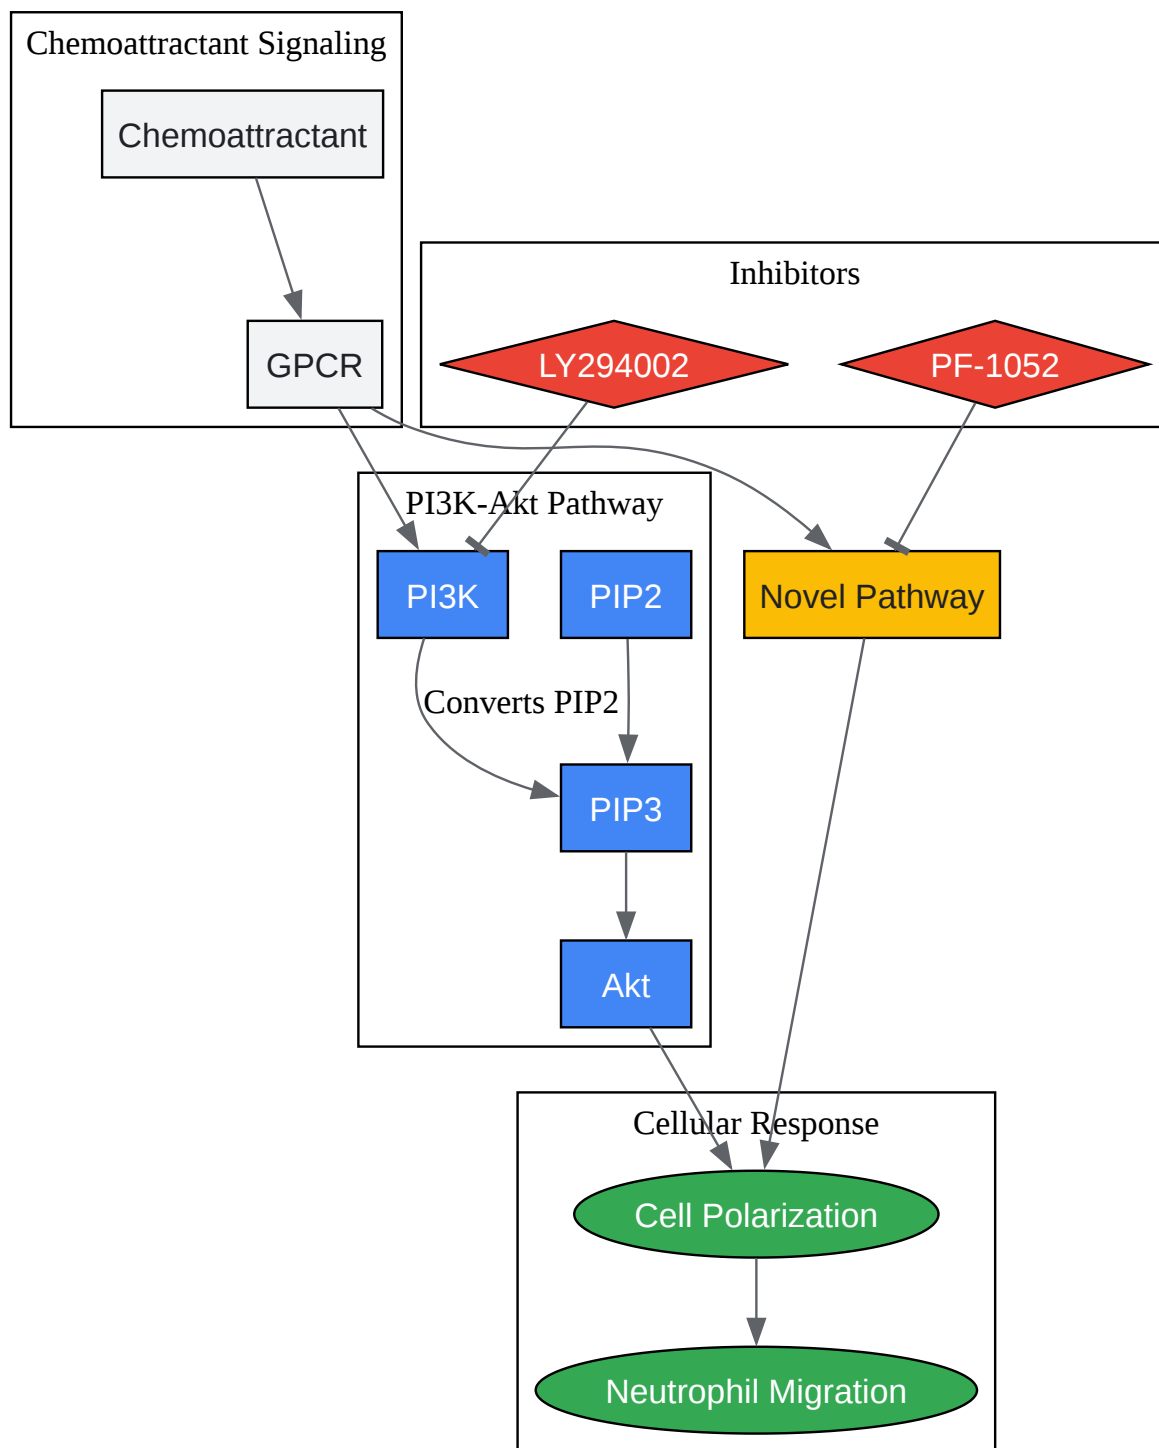 Chemoattractant Signaling
Chemoattractant
Inhibitors
GPCR
LY294002
PF-1052
PI3K-Akt Pathway
PI3K
PIP2
Novel Pathway
Converts PIP2
PIP3
Akt
Cellular Response
Cell Polarization
Neutrophil Migration